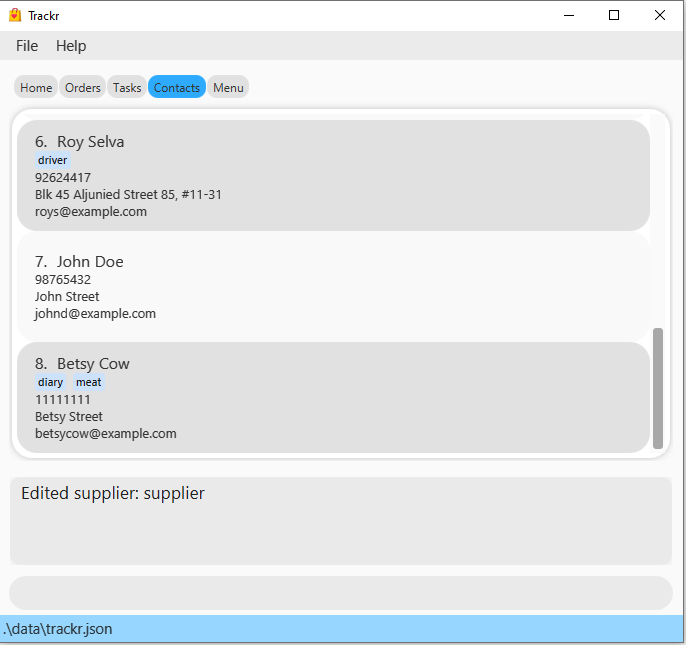 Trackr
File Help
Home Orders Tasks Contacts Menu
6. Roy Selva
driver
92624417
Blk 45 Aljunied Street 85, #11-31
roys@example.com
7. John Doe
98765432
John Street
johnd@example.com
8. Betsy Cow
diary meat
11111111
Betsy Street
betsycow@example.com
Edited supplier: supplier
.\data\trackr.json